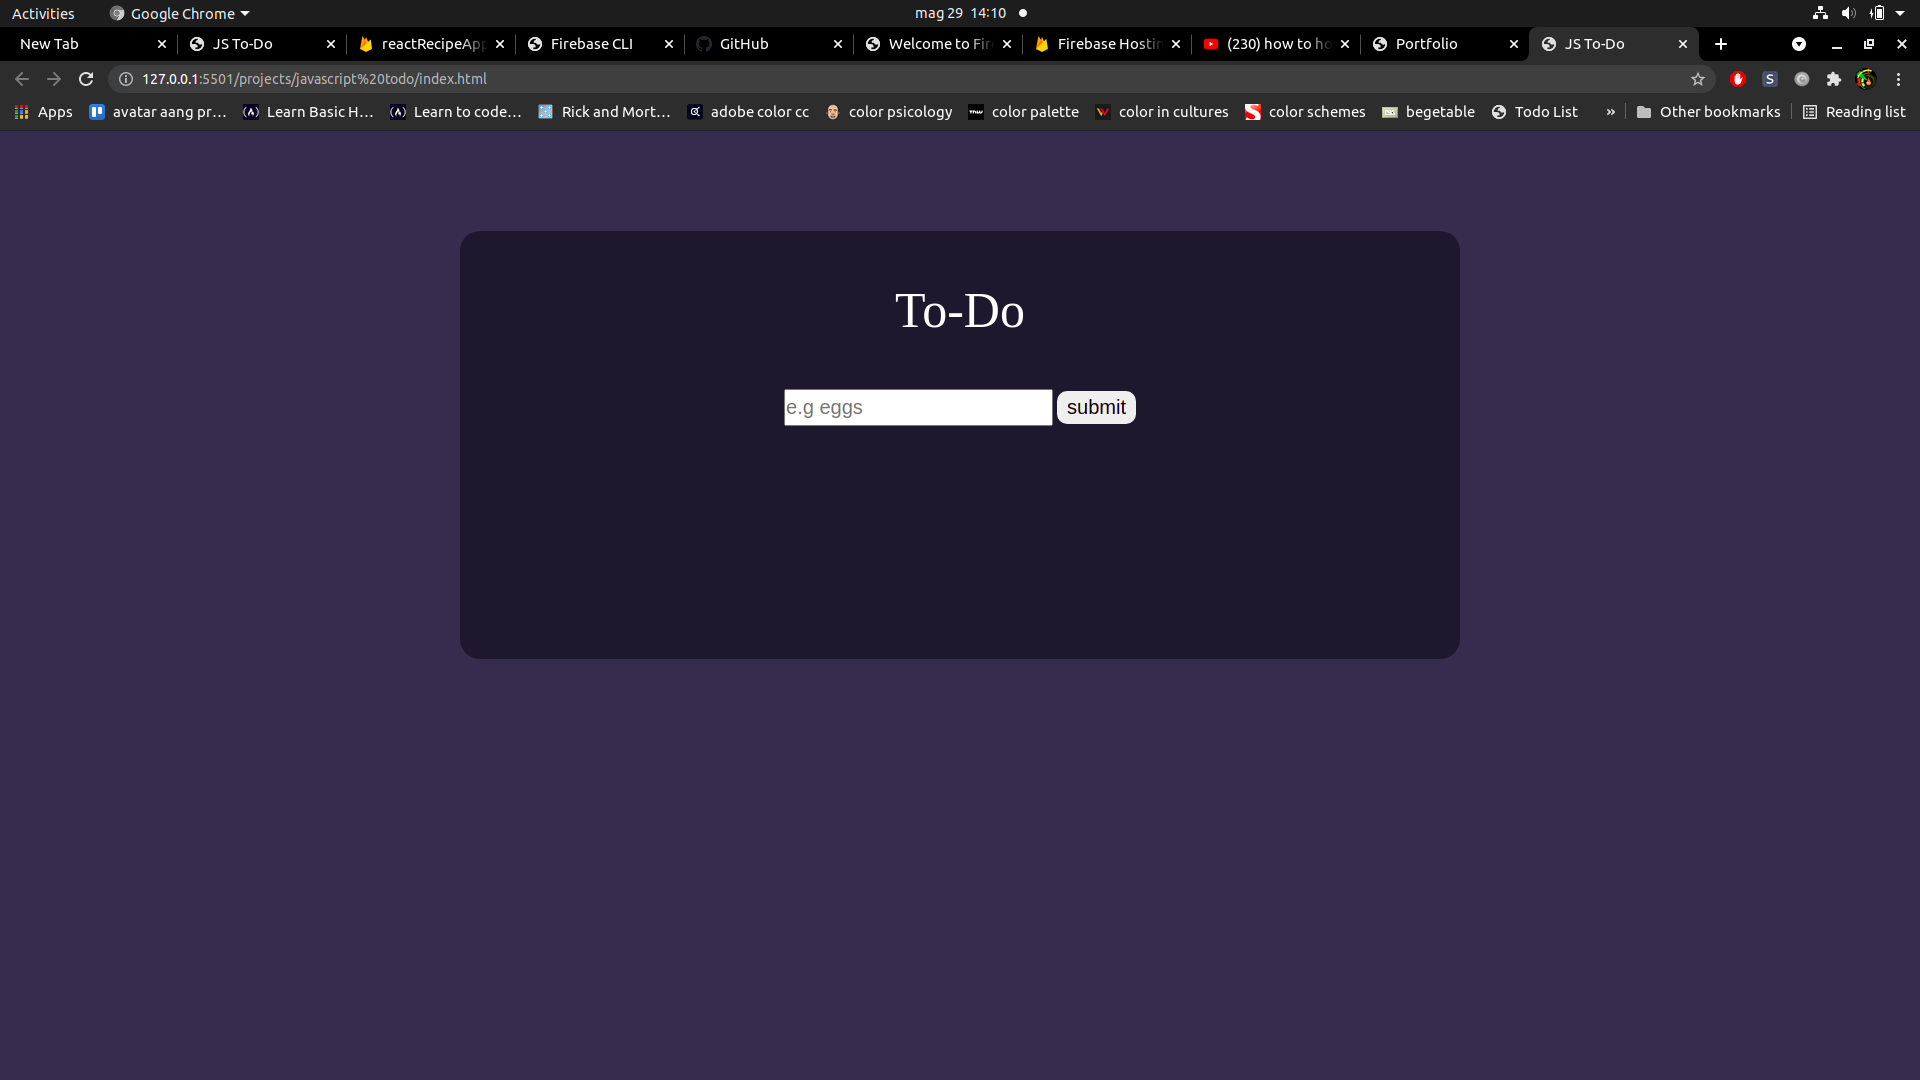 Activities Google Chrome mag 29 14:10
New Tab JS To-Do reactRecipeApp Firebase CLI GitHub Welcome to Fir Firebase Hostin (230) how to ho Portfolio JS To-Do
127.0.0.1:5501/projects/javascript%20todo/index.html
Apps avatar aang pr... Learn Basic H... Learn to code... Rick and Mort... adobe color cc color psicology color palette color in cultures color schemes begetable Todo List » Other bookmarks Reading list
To-Do
e.g eggs submit